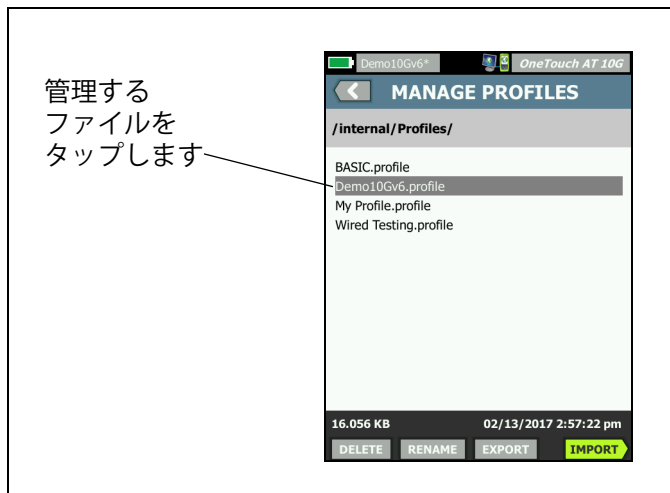 管理する
ファイルを
タップします
Demo10Gv6* OneTouch AT 10G
MANAGE PROFILES
/internal/Profiles/
BASIC.profile
Demo10Gv6.profile
My Profile.profile
Wired Testing.profile
16.056 KB 02/13/2017 2:57:22 pm
DELETE RENAME EXPORT IMPORT